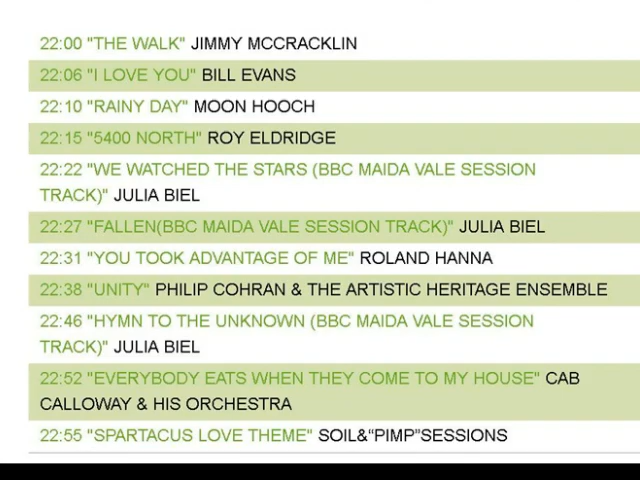 22:00 "THE WALK" JIMMY MCCRACKLIN
22:06 "I LOVE YOU" BILL EVANS
22:10 "RAINY DAY" MOON HOOCH
22:15 "5400 NORTH" ROY ELDRIDGE
22:22 "WE WATCHED THE STARS (BBC MAIDA VALE SESSION
TRACK)" JULIA BIEL
22:27 "FALLEN(BBC MAIDA VALE SESSION TRACK)" JULIA BIEL
22:31 "YOU TOOK ADVANTAGE OF ME" ROLAND HANNA
22:38 "UNITY" PHILIP COHRAN & THE ARTISTIC HERITAGE ENSEMBLE
22:46 "HYMN TO THE UNKNOWN (BBC MAIDA VALE SESSION
TRACK)" JULIA BIEL
22:52 "EVERYBODY EATS WHEN THEY COME TO MY HOUSE" CAB
CALLOWAY & HIS ORCHESTRA
22:55 "SPARTACUS LOVE THEME" SOIL&“PIMP”SESSIONS